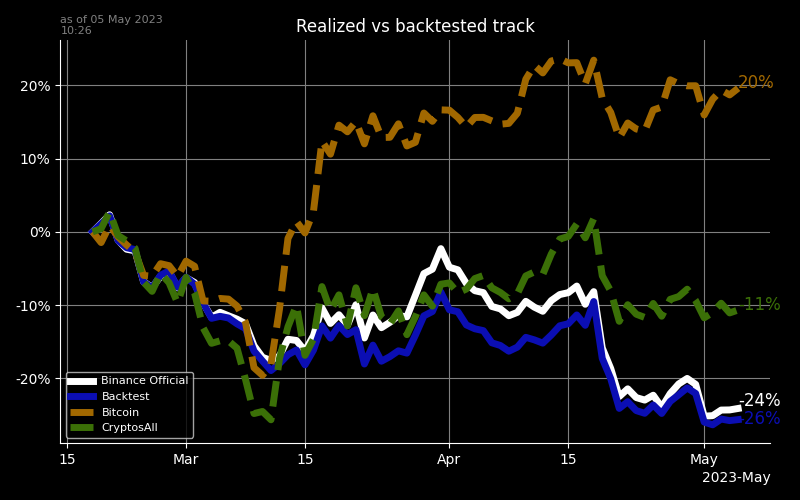 as of 05 May 2023
10:26
Realized vs backtested track
20%
10%
0%
-10%
-20%
20%
-11%
-24%
-26%
Binance Official
Backtest
Bitcoin
CryptosAll
15
Mar
15
Apr
15
May
2023-May